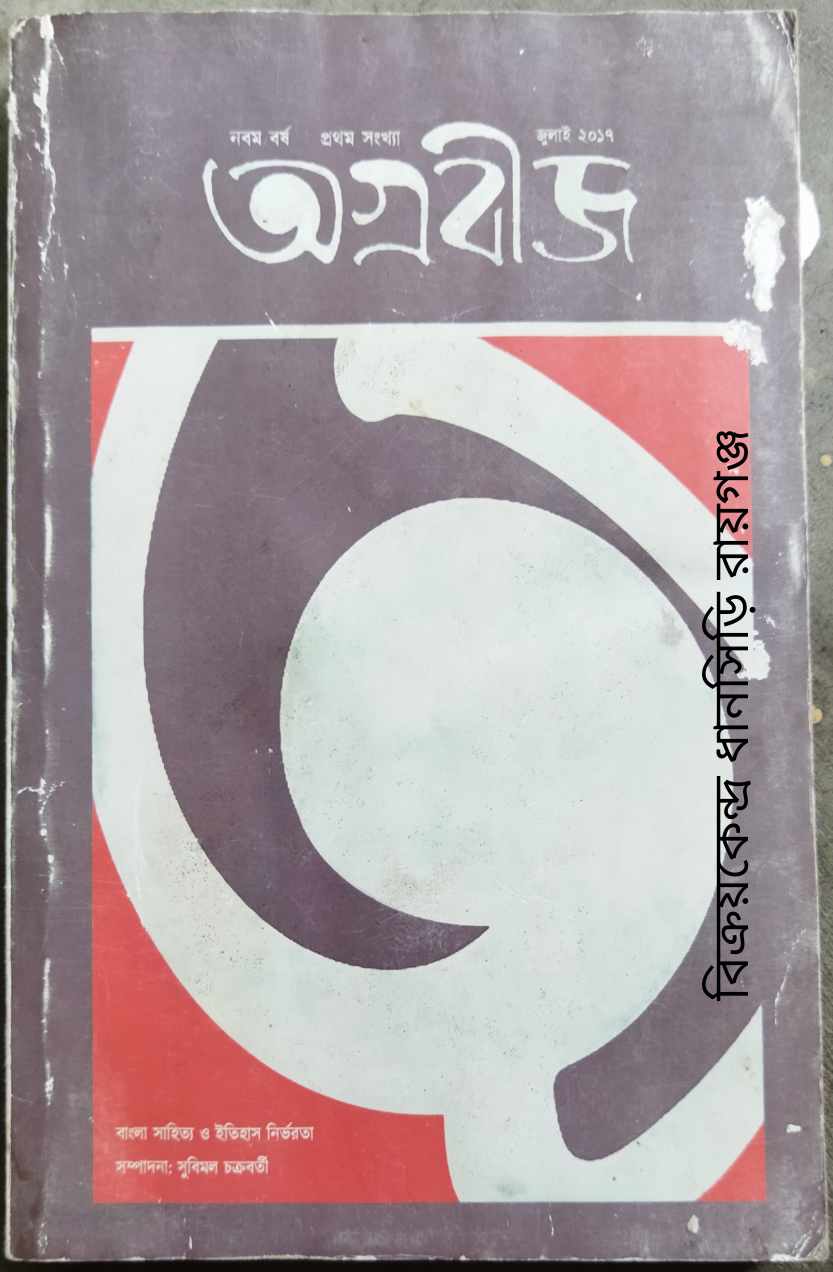 নবম বর্ষ প্রথম সংখ্যা জুলাই ২০১৭
অগ্রবীজ
বিক্রয়কেন্দ্র ধানসিড়ি রায়গঞ্জ
বাংলা সাহিত্য ও ইতিহাস নির্ভরতা
সম্পাদনা: সুবিমল চক্রবর্তী